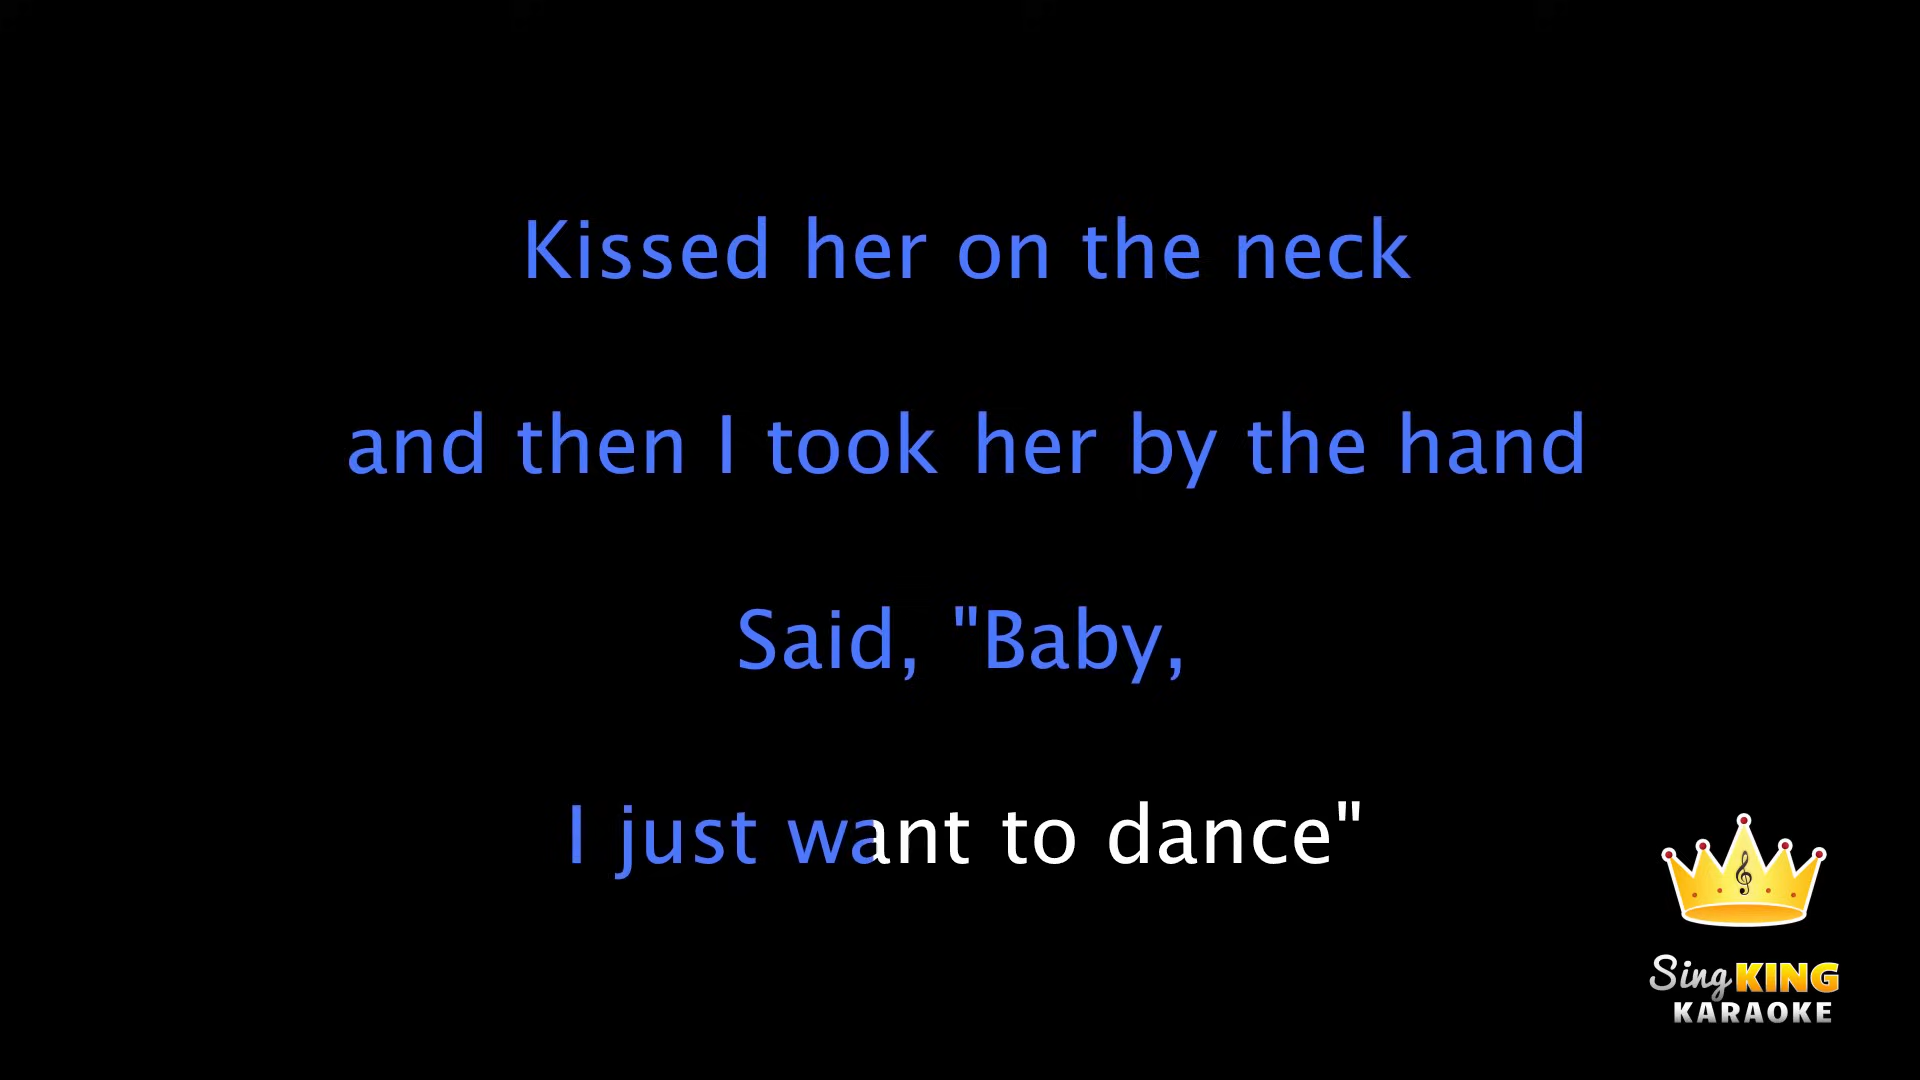 Kissed her on the neck
and then I took her by the hand
Said, "Baby,
I just want to dance"
Sing KING
KARAOKE